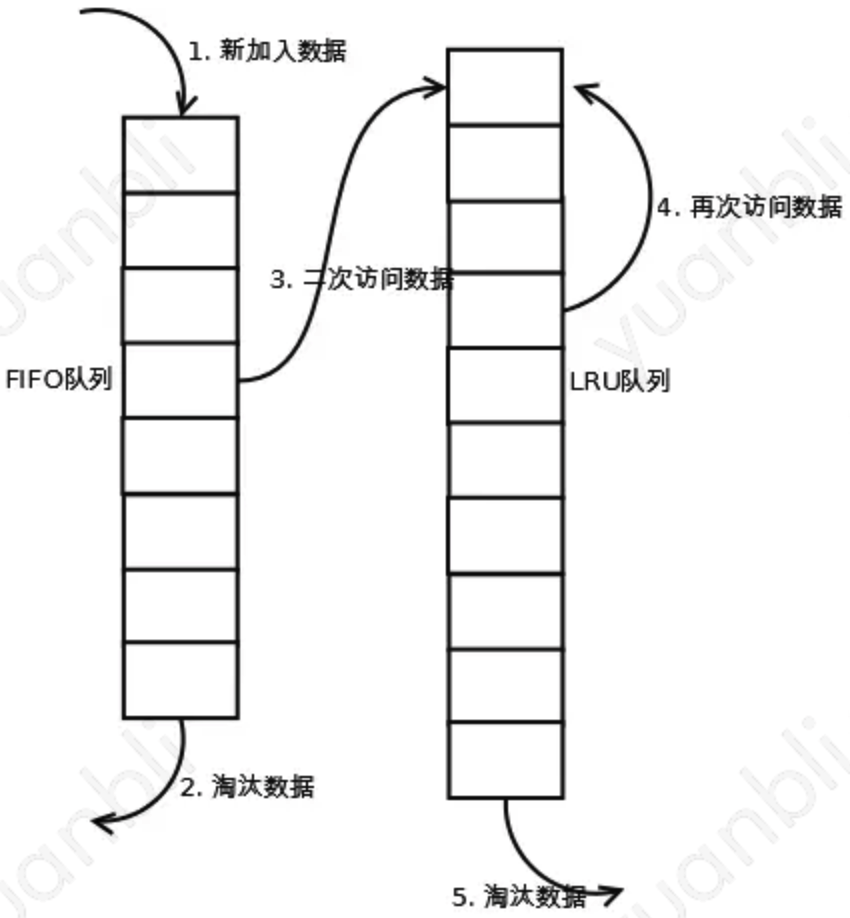 1. 新加入数据
4. 再次访问数据
3. 二次访问数据
FIFO队列
LRU队列
2. 淘汰数据
5. 淘汰数据
yuanbli
yuanbli